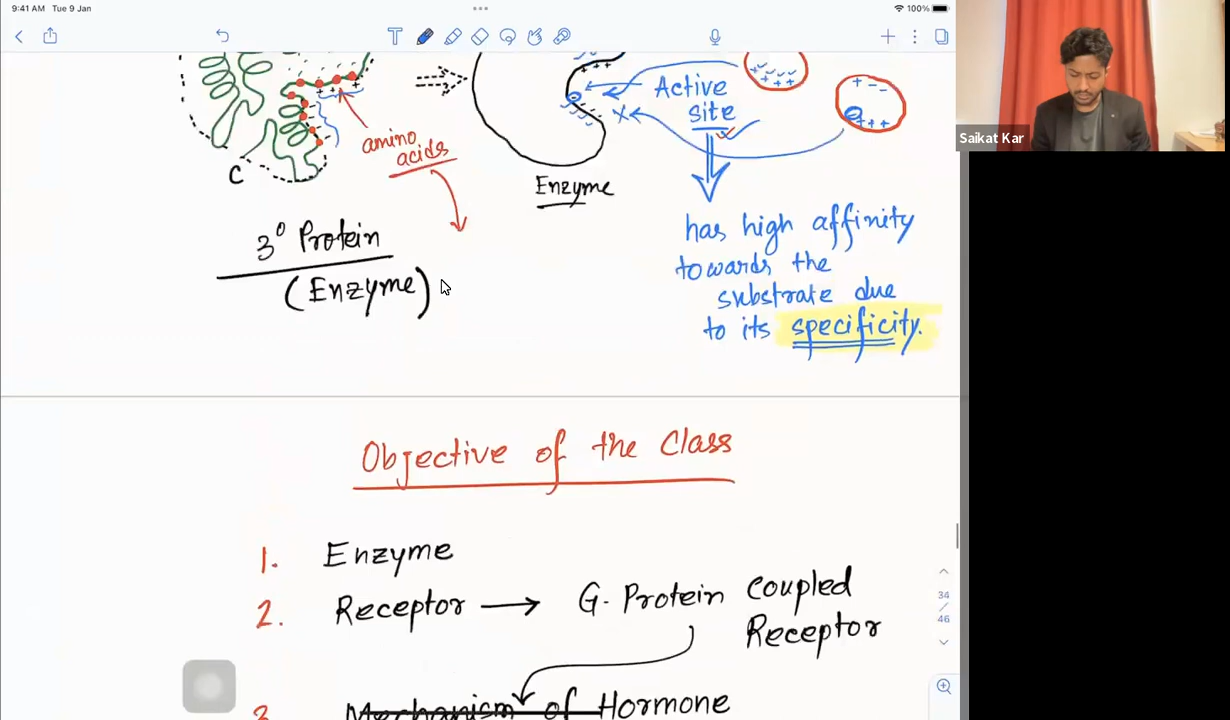 9:41 AM Tue 9 Jan
100%
T
Active
site
amino
acids
C
Enzyme
3° Protein
(Enzyme)
has high affinity
towards the
substrate due
to its specificity.
Saikat Kar
Objective of the Class
1. Enzyme
2. Receptor → G-Protein Coupled
Receptor
3. Mechanism of Hormone
34
/
46